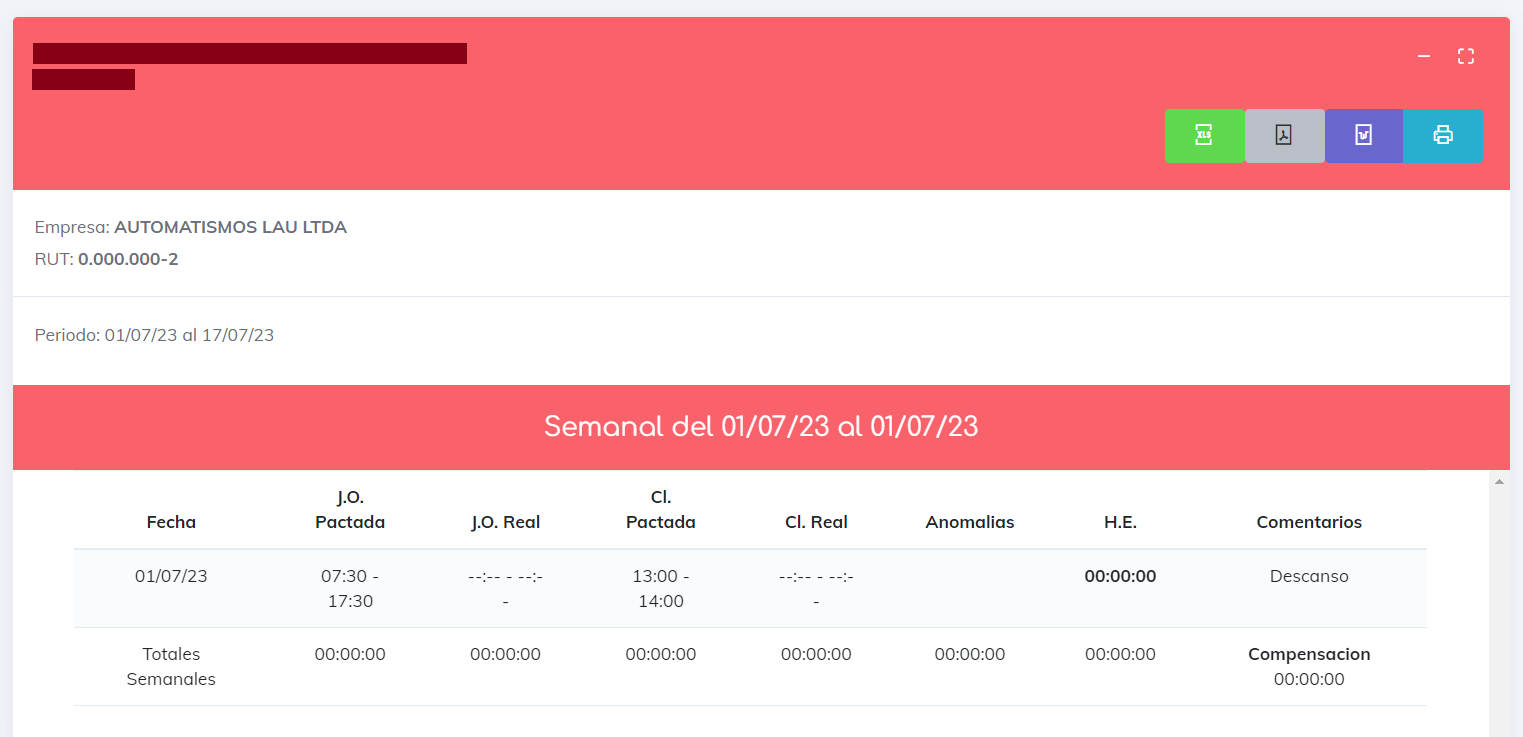 XLS
Empresa: AUTOMATISMOS LAU LTDA
RUT: 0.000.000-2
Periodo: 01/07/23 al 17/07/23
Semanal del 01/07/23 al 01/07/23
Fecha J.O. Pactada J.O. Real Cl. Pactada Cl. Real Anomalias H.E. Comentarios
01/07/23 07:30 - 17:30 --:-- - --:-- 13:00 - 14:00 --:-- - --:-- 00:00:00 Descanso
Totales Semanales 00:00:00 00:00:00 00:00:00 00:00:00 00:00:00 00:00:00 Compensacion 00:00:00